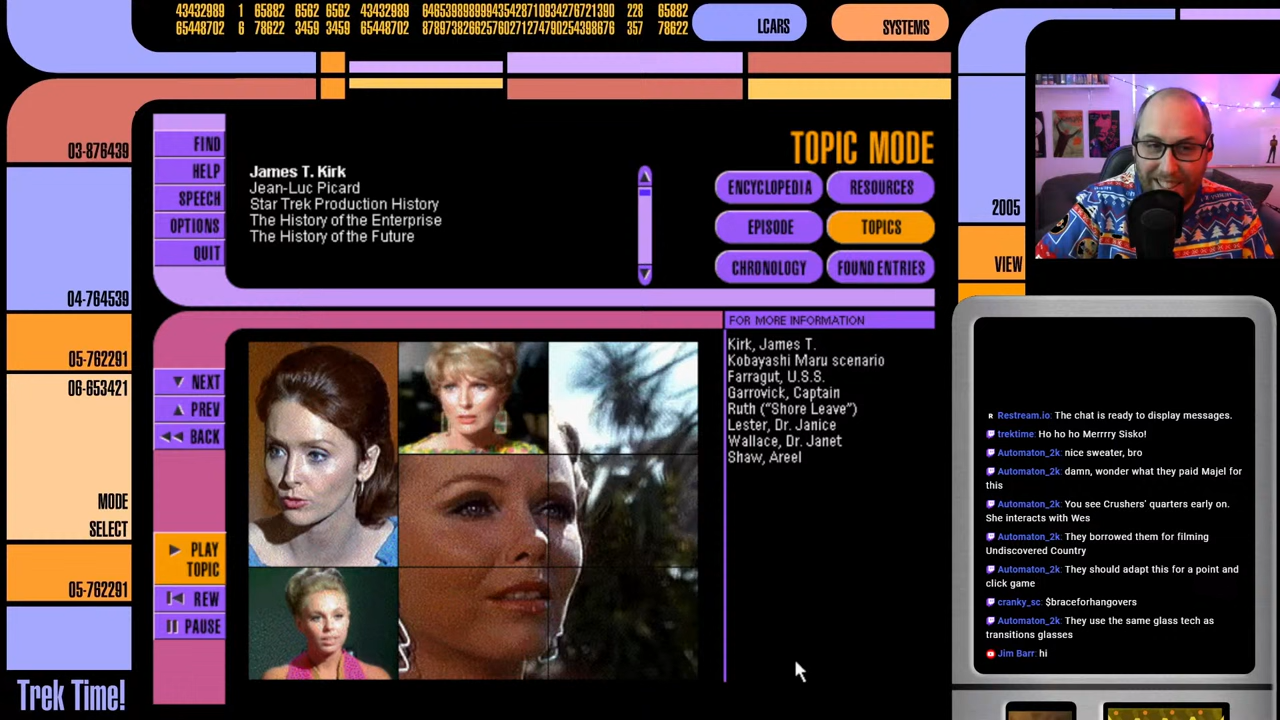 43432989 1 65882 6562 6562 43432989 64653989899435428710934276721390 228 65882
65448702 6 78622 3459 3459 65448702 87897382662576027127479025439867​6 357 78622
LCARS
SYSTEMS
03-876439
04-764539
05-762291
06-653421
MODE
SELECT
05-762291
Trek Time!
FIND
HELP
SPEECH
OPTIONS
QUIT
James T. Kirk
Jean-Luc Picard
Star Trek Production History
The History of the Enterprise
The History of the Future
TOPIC MODE
ENCYCLOPEDIA
RESOURCES
EPISODE
TOPICS
CHRONOLOGY
FOUND ENTRIES
NEXT
PREV
BACK
PLAY
TOPIC
REW
PAUSE
FOR MORE INFORMATION
Kirk, James T.
Kobayashi Maru scenario
Farragut, U.S.S.
Garrovick, Captain
Ruth (“Shore Leave”)
Lester, Dr. Janice
Wallace, Dr. Janet
Shaw, Areel
2005
VIEW
R Restream.io: The chat is ready to display messages.
trektime: Ho ho ho Merrrry Sisko!
Automaton_2k: nice sweater, bro
Automaton_2k: damn, wonder what they paid Majel for
this
Automaton_2k: You see Crushers' quarters early on.
She interacts with Wes
Automaton_2k: They borrowed them for filming
Undiscovered Country
Automaton_2k: They should adapt this for a point and
click game
cranky_sc: $braceforhangovers
Automaton_2k: They use the same glass tech as
transitions glasses
Jim Barr: hi